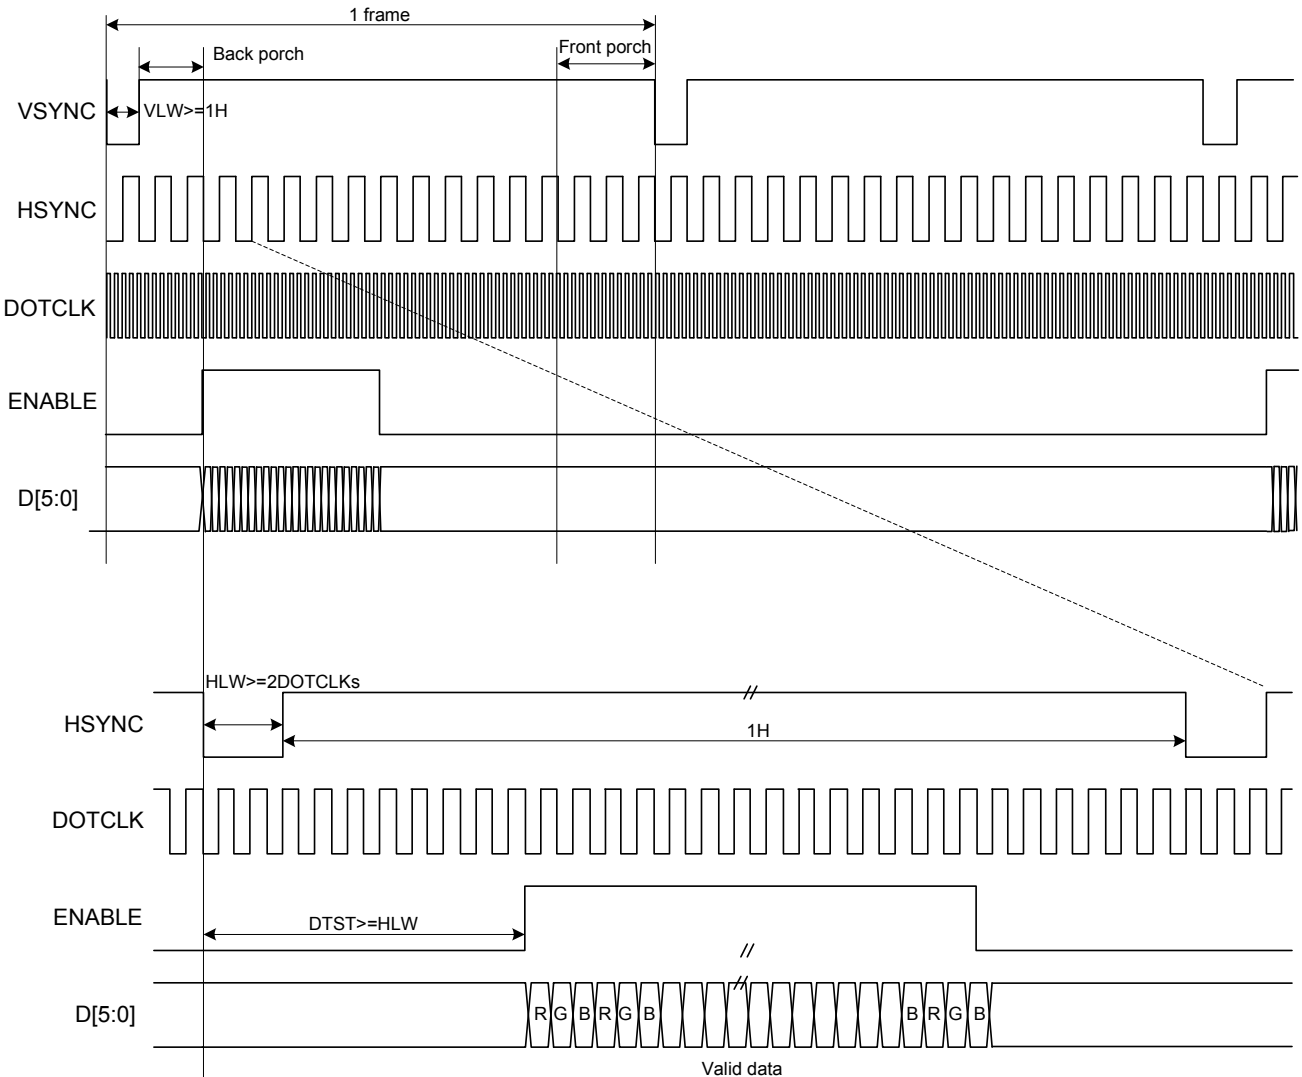 1 frame
Back porch
Front porch
VSYNC
VLW>=1H
HSYNC
DOTCLK
ENABLE
D[5:0]
HLW>=2DOTCLKs
HSYNC
//
1H
DOTCLK
ENABLE
DTST>=HLW
//
D[5:0]
//
R G B R G B B R G B
Valid data